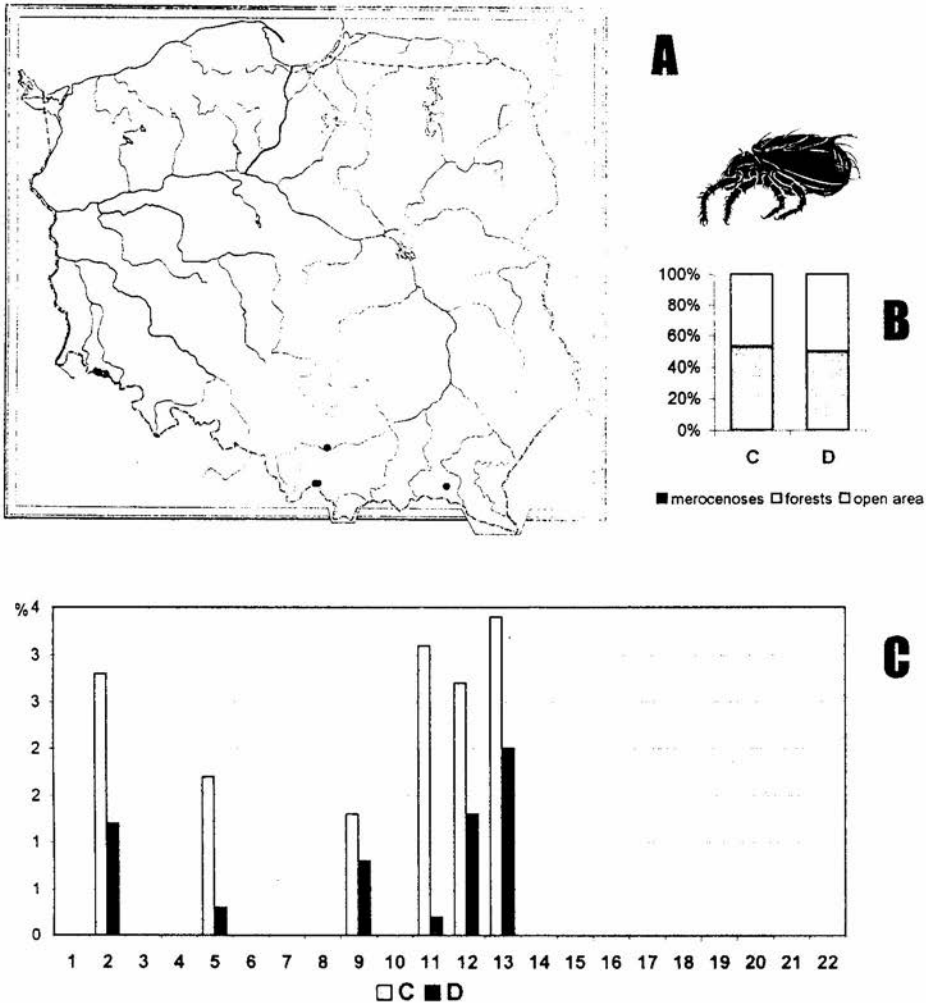 A
100%
80%
60%
40%
20%
0%
C D
B
■ merocenoses □ forests □ open area
% 4
3
3
2
2
1
1
0
1 2 3 4 5 6 7 8 9 10 11 12 13 14 15 16 17 18 19 20 21 22
□ C ■ D
C